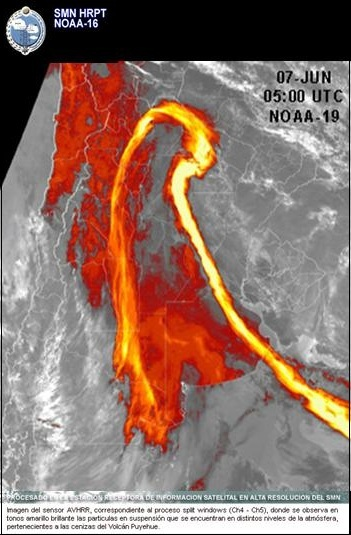 SMN HRPT
NOAA-16
07-JUN
05:00 UTC
NOAA-19
PROCESADO EN LA ESTACIÓN RECEPTORA DE INFORMACION SATELITAL EN ALTA RESOLUCION DEL SMN
Imagen del sensor AVHRR, correspondiente al proceso split windows (Ch4 - Ch5), donde se observa en
tonos amarillo brillante las partículas en suspensión que se encuentran en distintos niveles de la atmósfera,
pertenecientes a las cenizas del Volcán Puyehue.